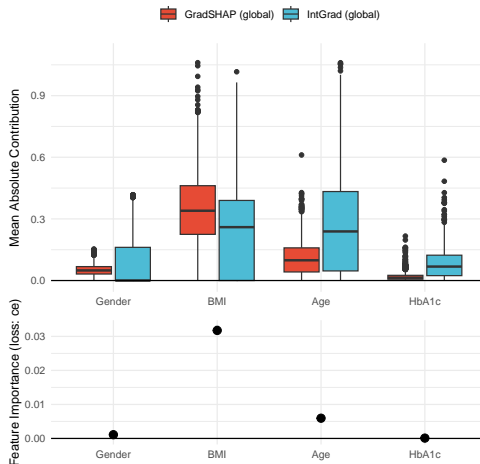 GradSHAP (global) IntGrad (global)
Mean Absolute Contribution
0.9
0.6
0.3
0.0
Gender BMI Age HbA1c
Feature Importance (loss: ce)
0.03
0.02
0.01
0.00
Gender BMI Age HbA1c